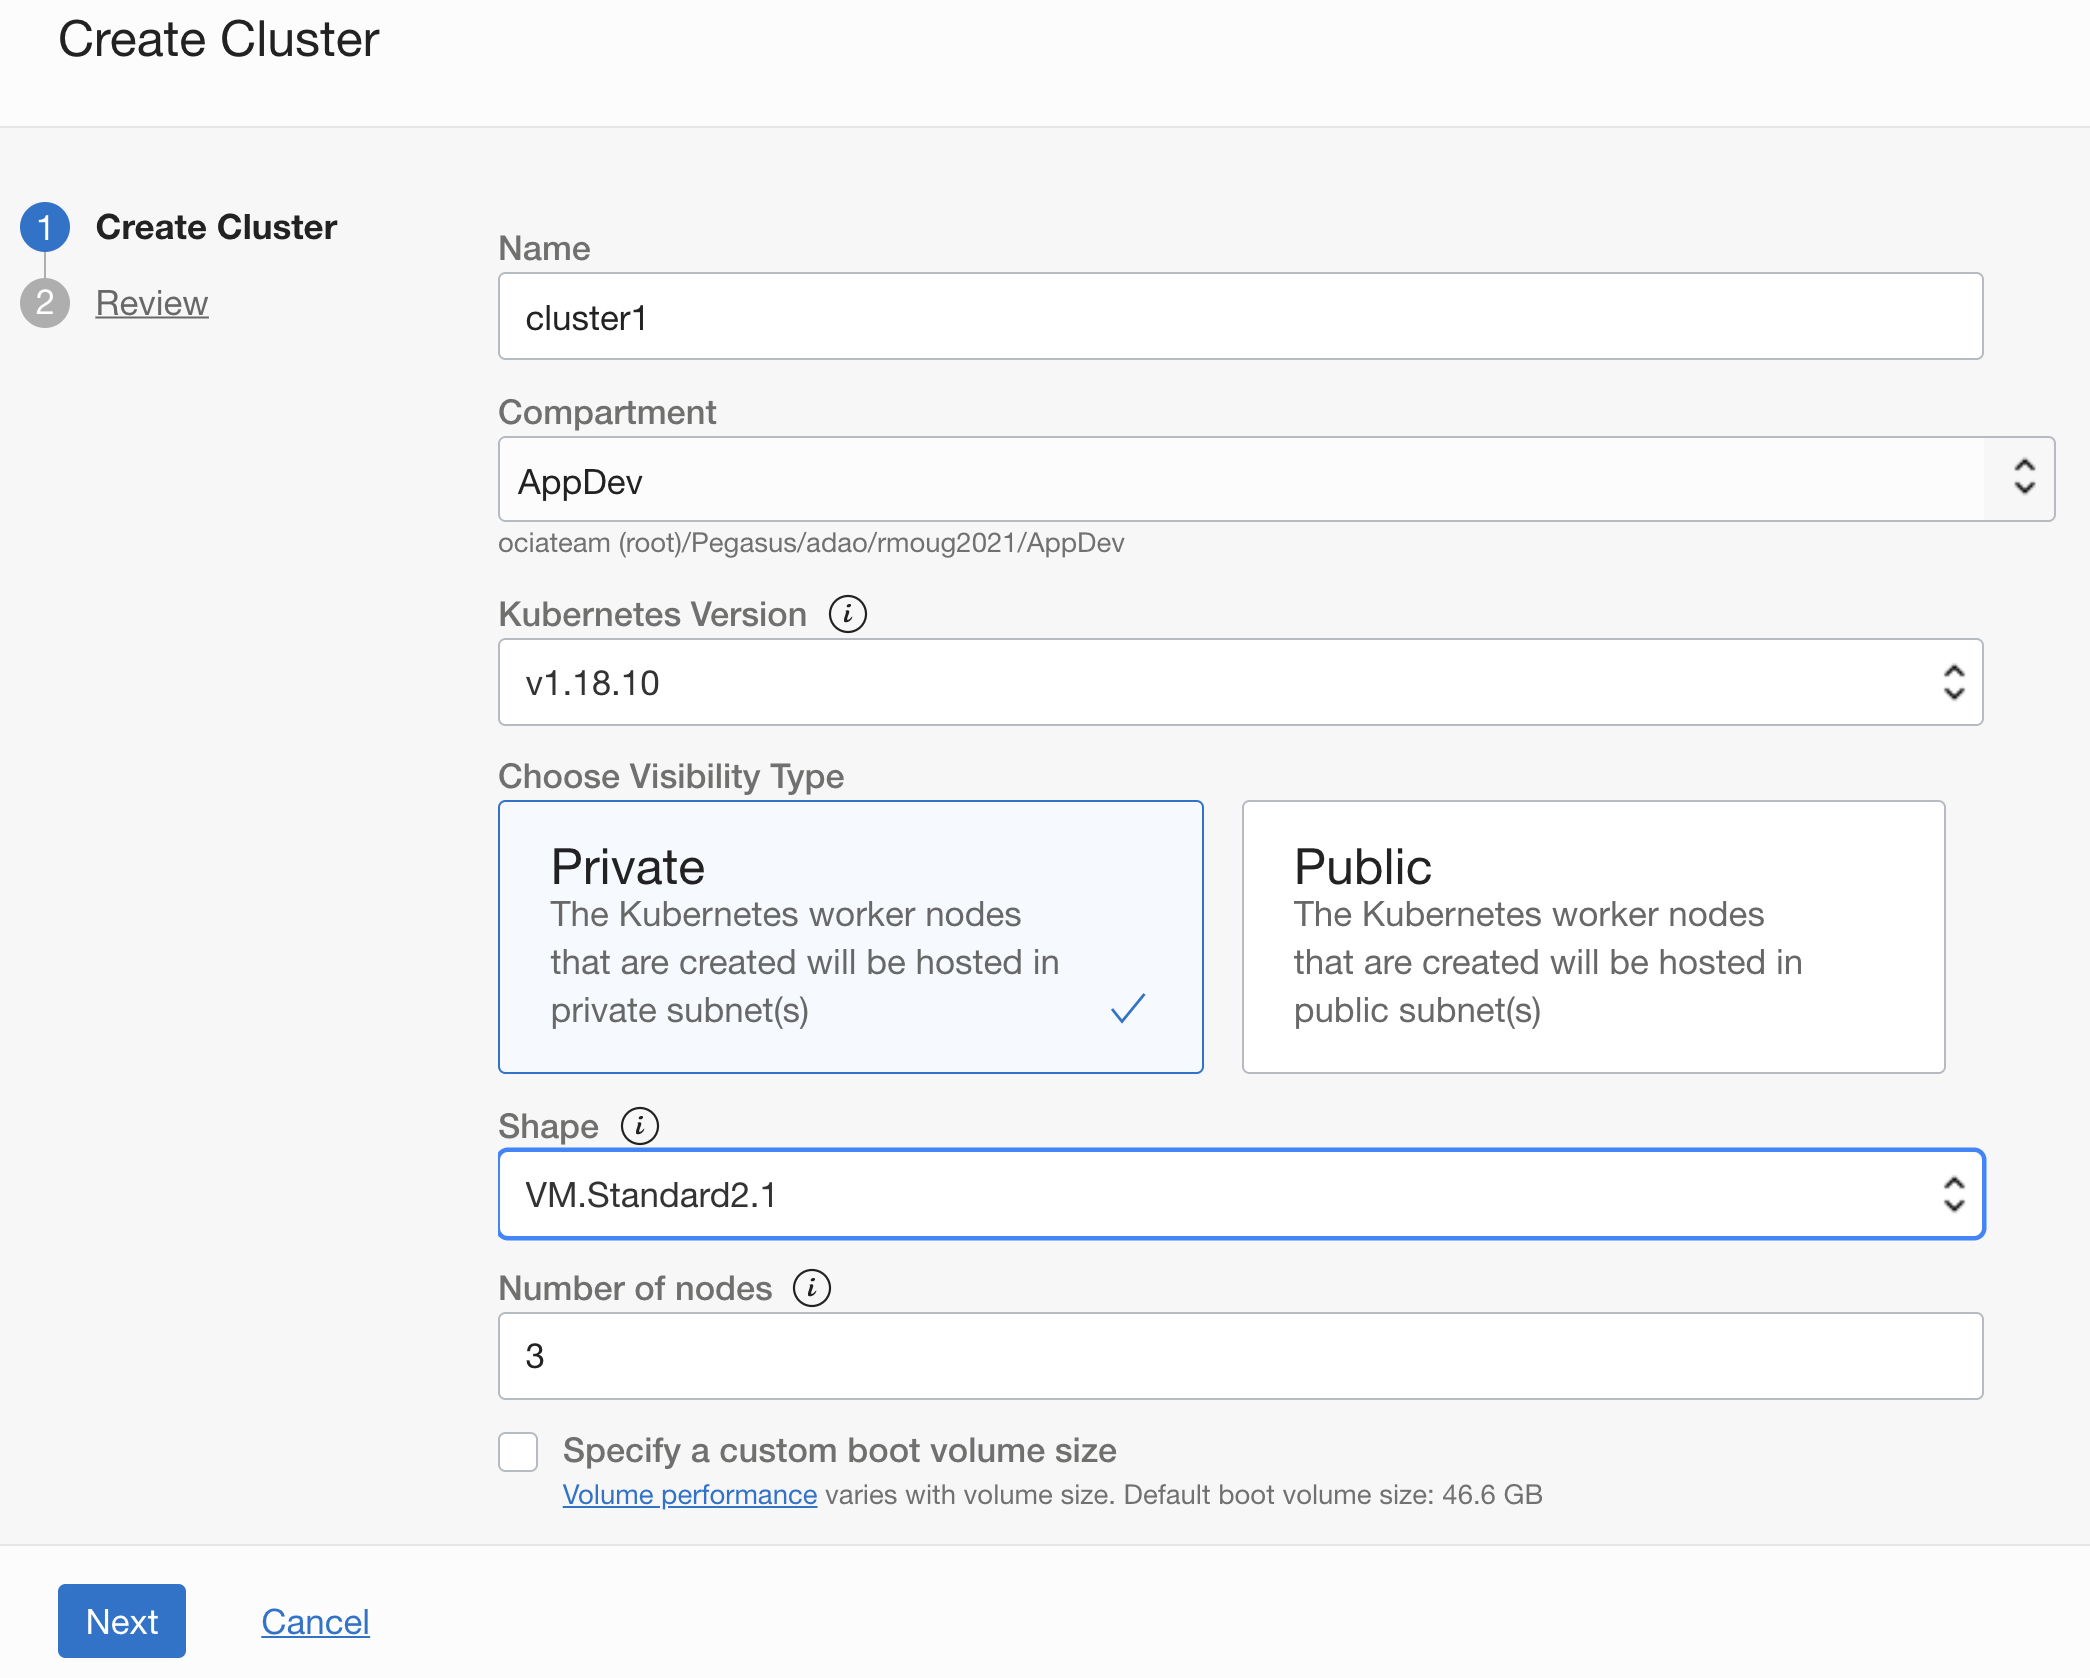 Create Cluster
1 Create Cluster
2 Review
Name
cluster1
Compartment
AppDev
ociateam (root)/Pegasus/adao/rmoug2021/AppDev
Kubernetes Version i
v1.18.10
Choose Visibility Type
Private
The Kubernetes worker nodes
that are created will be hosted in
private subnet(s)
Public
The Kubernetes worker nodes
that are created will be hosted in
public subnet(s)
Shape i
VM.Standard2.1
Number of nodes i
3
Specify a custom boot volume size
Volume performance varies with volume size. Default boot volume size: 46.6 GB
Next Cancel